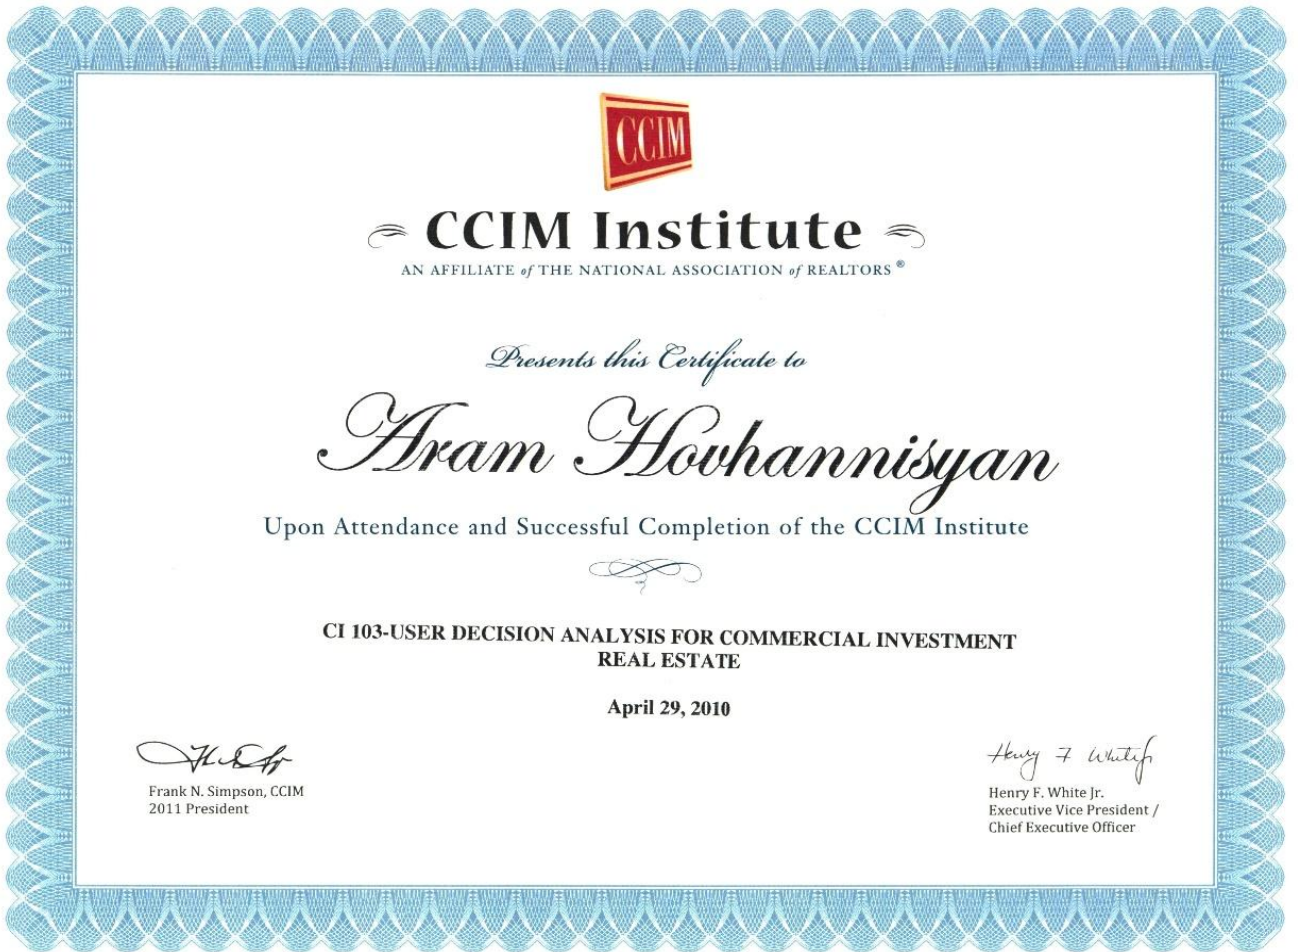 CCIM
CCIM Institute
AN AFFILIATE of THE NATIONAL ASSOCIATION of REALTORS®
Presents this Certificate to
Aram Hovhannisyan
Upon Attendance and Successful Completion of the CCIM Institute
CI 103-USER DECISION ANALYSIS FOR COMMERCIAL INVESTMENT
REAL ESTATE
April 29, 2010
Henry F White Jr
Frank N. Simpson, CCIM
2011 President
Henry F. White Jr.
Executive Vice President /
Chief Executive Officer